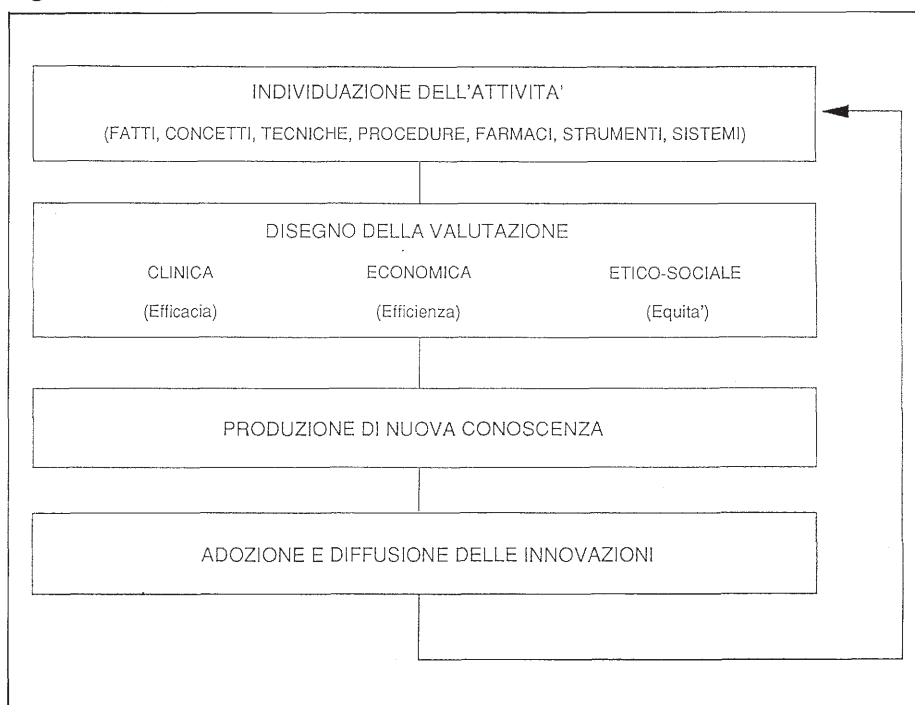 INDIVIDUAZIONE DELL'ATTIVITA'
(FATTI, CONCETTI, TECNICHE, PROCEDURE, FARMACI, STRUMENTI, SISTEMI)
DISEGNO DELLA VALUTAZIONE
CLINICA ECONOMICA ETICO-SOCIALE
(Efficacia) (Efficienza) (Equita')
PRODUZIONE DI NUOVA CONOSCENZA
ADOZIONE E DIFFUSIONE DELLE INNOVAZIONI